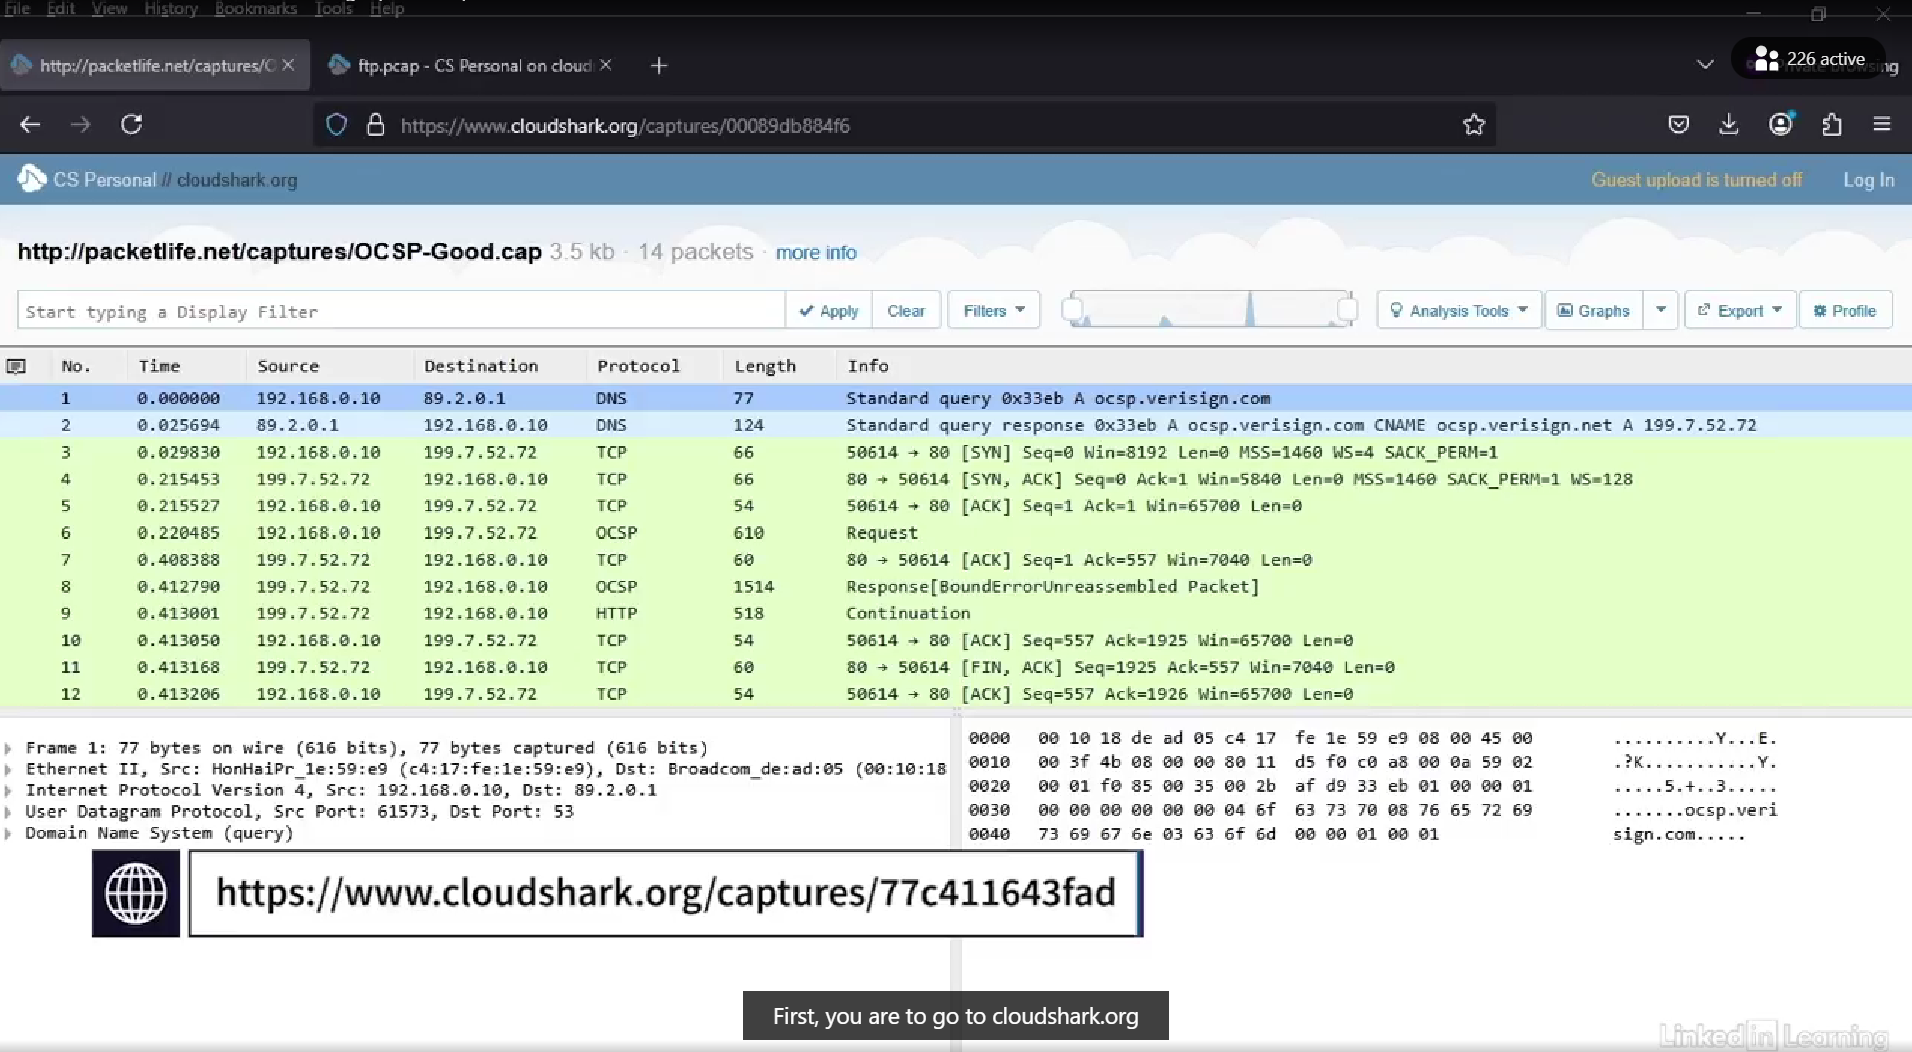 File Edit View History Bookmarks Tools Help
http://packetlife.net/captures/O
ftp.pcap - CS Personal on cloud
226 active
https://www.cloudshark.org/captures/00089db884f6
CS Personal // cloudshark.org
Guest upload is turned off
Log In
http://packetlife.net/captures/OCSP-Good.cap 3.5 kb · 14 packets · more info
Start typing a Display Filter
Apply
Clear
Filters
Analysis Tools
Graphs
Export
Profile
No. Time Source Destination Protocol Length Info
1 0.000000 192.168.0.10 89.2.0.1 DNS 77 Standard query 0x33eb A ocsp.verisign.com
2 0.025694 89.2.0.1 192.168.0.10 DNS 124 Standard query response 0x33eb A ocsp.verisign.com CNAME ocsp.verisign.net A 199.7.52.72
3 0.029830 192.168.0.10 199.7.52.72 TCP 66 50614 → 80 [SYN] Seq=0 Win=8192 Len=0 MSS=1460 WS=4 SACK_PERM=1
4 0.215453 199.7.52.72 192.168.0.10 TCP 66 80 → 50614 [SYN, ACK] Seq=0 Ack=1 Win=5840 Len=0 MSS=1460 SACK_PERM=1 WS=128
5 0.215527 192.168.0.10 199.7.52.72 TCP 54 50614 → 80 [ACK] Seq=1 Ack=1 Win=65700 Len=0
6 0.220485 192.168.0.10 199.7.52.72 OCSP 610 Request
7 0.408388 199.7.52.72 192.168.0.10 TCP 60 80 → 50614 [ACK] Seq=1 Ack=557 Win=7040 Len=0
8 0.412790 199.7.52.72 192.168.0.10 OCSP 1514 Response[BoundErrorUnreassembled Packet]
9 0.413001 199.7.52.72 192.168.0.10 HTTP 518 Continuation
10 0.413050 192.168.0.10 199.7.52.72 TCP 54 50614 → 80 [ACK] Seq=557 Ack=1925 Win=65700 Len=0
11 0.413168 199.7.52.72 192.168.0.10 TCP 60 80 → 50614 [FIN, ACK] Seq=1925 Ack=557 Win=7040 Len=0
12 0.413206 192.168.0.10 199.7.52.72 TCP 54 50614 → 80 [ACK] Seq=557 Ack=1926 Win=65700 Len=0
Frame 1: 77 bytes on wire (616 bits), 77 bytes captured (616 bits)
Ethernet II, Src: HonHaiPr_1e:59:e9 (c4:17:fe:1e:59:e9), Dst: Broadcom_de:ad:05 (00:10:18
Internet Protocol Version 4, Src: 192.168.0.10, Dst: 89.2.0.1
User Datagram Protocol, Src Port: 61573, Dst Port: 53
Domain Name System (query)
0000 00 10 18 de ad 05 c4 17 fe 1e 59 e9 08 00 45 00 ..........Y...E.
0010 00 3f 4b 08 00 00 80 11 d5 f0 c0 a8 00 0a 59 02 .?K...........Y.
0020 00 01 f0 85 00 35 00 2b af d9 33 eb 01 00 00 01 .....5.+..3.....
0030 00 00 00 00 00 00 04 6f 63 73 70 08 76 65 72 69 .......ocsp.veri
0040 73 69 67 6e 03 63 6f 6d 00 00 01 00 01 sign.com.....
https://www.cloudshark.org/captures/77c411643fad
First, you are to go to cloudshark.org
Linked in Learning